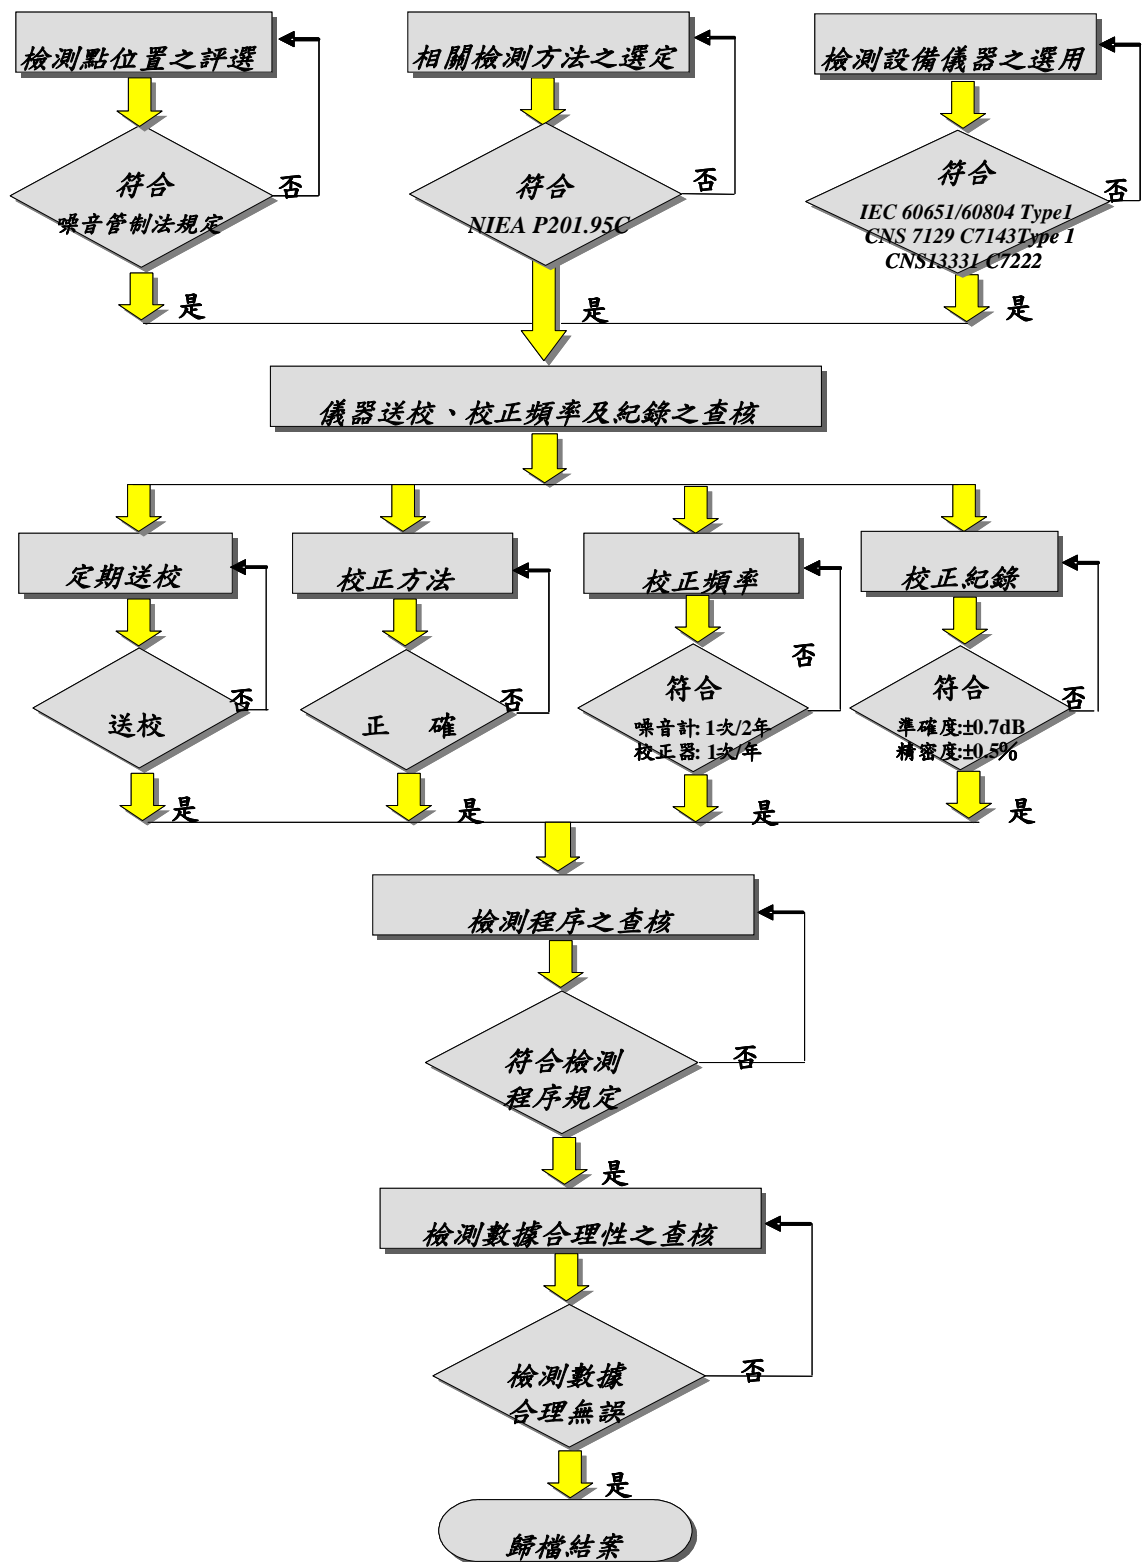 檢測點位置之評選
相關檢測方法之選定
檢測設備儀器之選用
符合
噪音管制法規定
否
符合
NIEA P201.95C
否
符合
IEC 60651/60804 Type1
CNS 7129 C7143Type 1
CNS13331 C7222
否
是
是
是
儀器送校、校正頻率及紀錄之查核
定期送校
校正方法
校正頻率
校正紀錄
送校
否
正 確
否
符合
噪音計: 1次/2年
校正器: 1次/年
否
符合
準確度:±0.7dB
精密度:±0.5%
否
是
是
是
是
檢測程序之查核
符合檢測
程序規定
否
是
檢測數據合理性之查核
檢測數據
合理無誤
否
是
歸檔結案